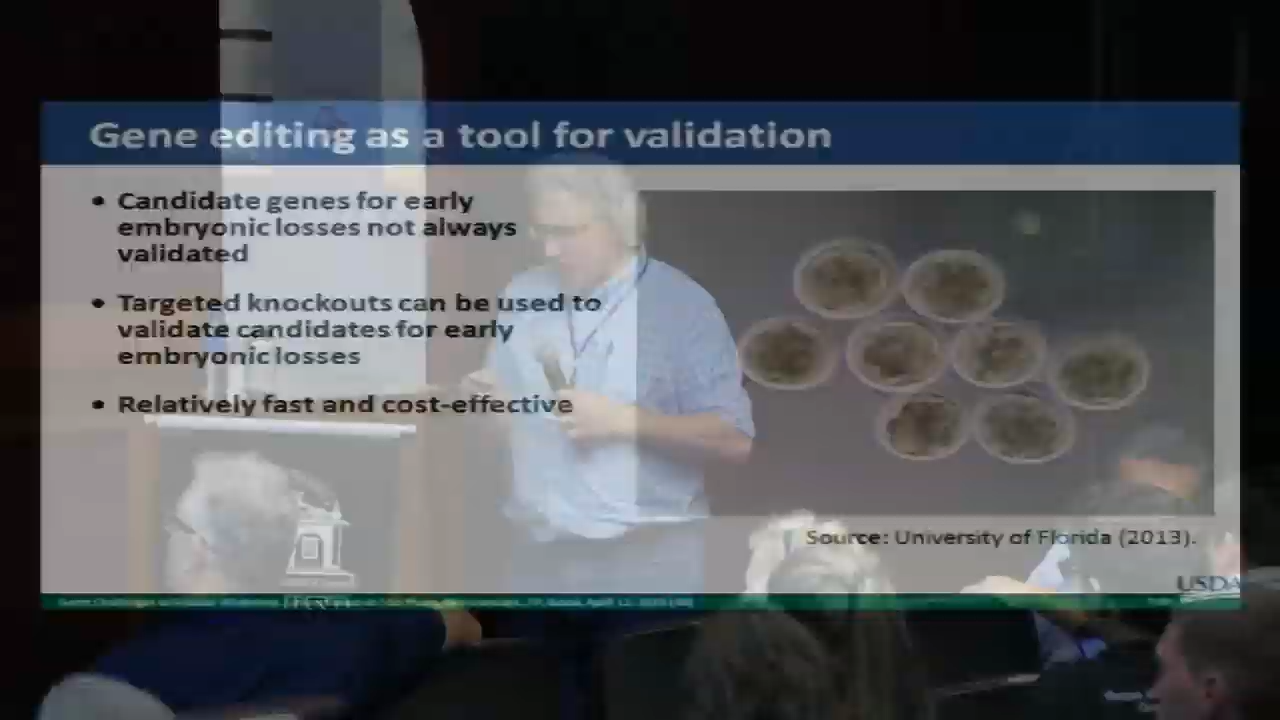 Gene editing as a tool for validation
• Candidate genes for early
embryonic losses not always
validated
• Targeted knockouts can be used to
validate candidates for early
embryonic losses
• Relatively fast and cost-effective
Source: University of Florida (2013).
USDA